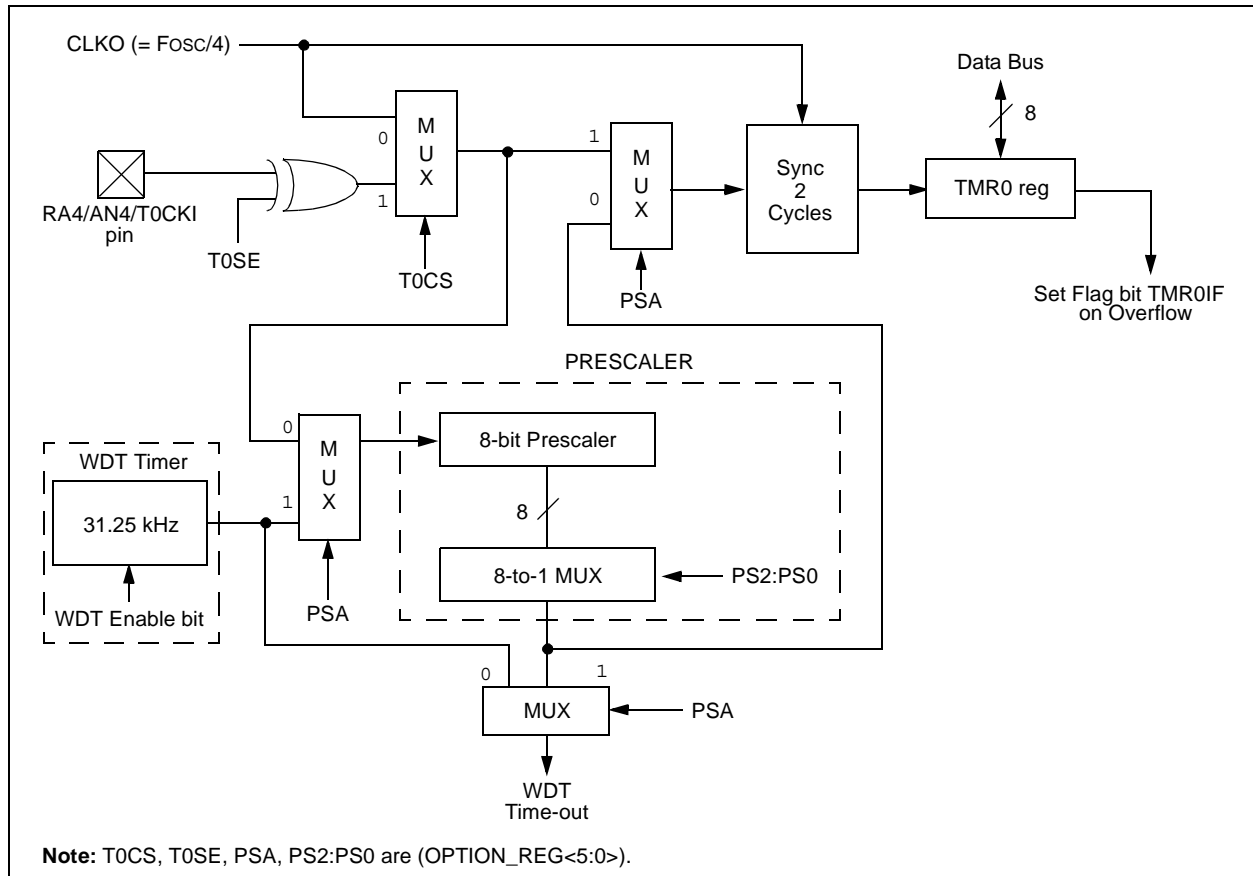 CLKO (= FOSC/4)
Data Bus
8
M
U
X
0
1
M
U
X
1
0
Sync
2
Cycles
TMR0 reg
RA4/AN4/T0CKI
pin
T0SE
T0CS
PSA
Set Flag bit TMR0IF
on Overflow
PRESCALER
0
M
U
X
1
8-bit Prescaler
WDT Timer
31.25 kHz
8
8-to-1 MUX
PS2:PS0
WDT Enable bit
PSA
0
1
MUX
PSA
WDT
Time-out
Note: T0CS, T0SE, PSA, PS2:PS0 are (OPTION_REG<5:0>).